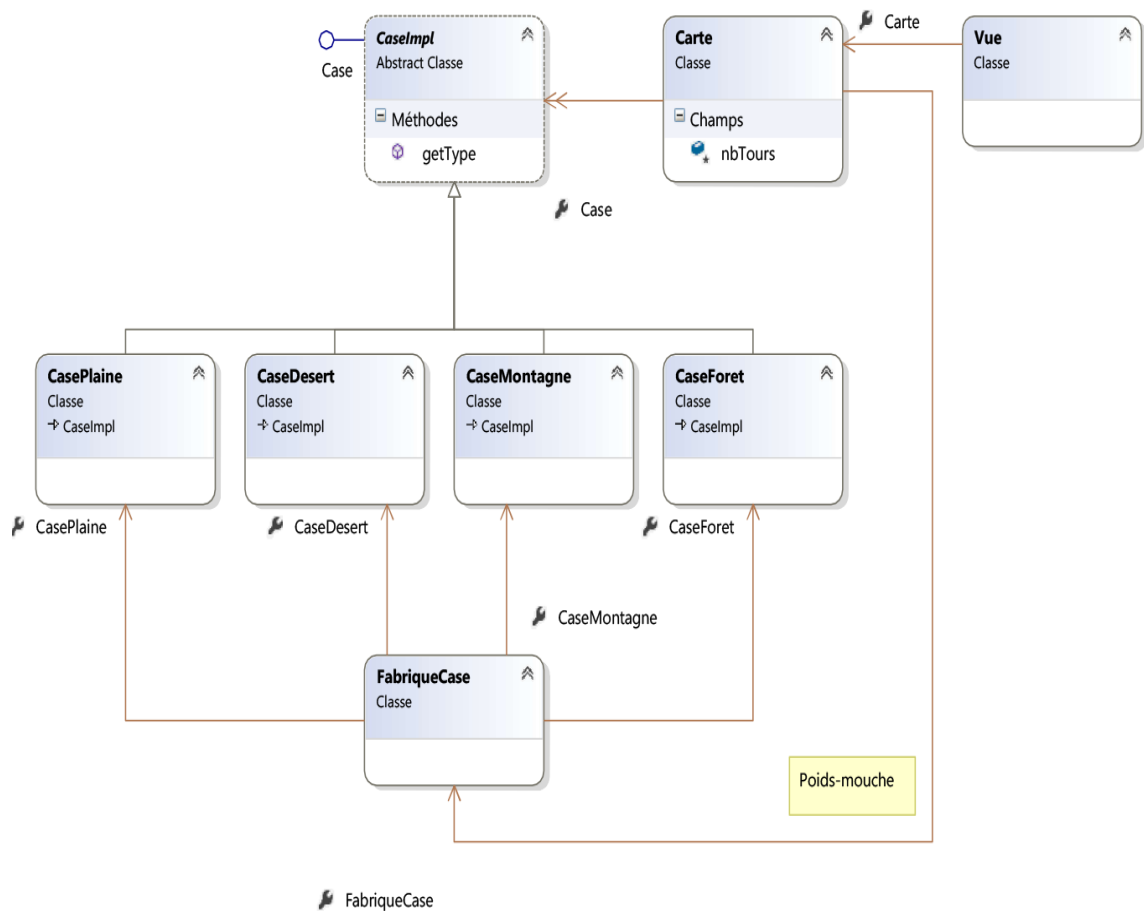 Case
CaseImpl
Abstract Classe
Méthodes
getType
Carte
Classe
Champs
nbTours
Carte
Vue
Classe
Case
CasePlaine
Classe
CaseImpl
CaseDesert
Classe
CaseImpl
CaseMontagne
Classe
CaseImpl
CaseForet
Classe
CaseImpl
CasePlaine
CaseDesert
CaseForet
CaseMontagne
FabriqueCase
Classe
Poids-mouche
FabriqueCase